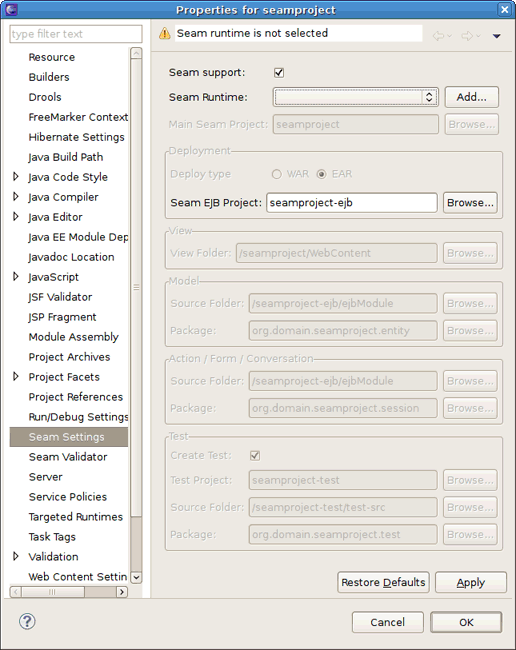 Properties for seamproject
type filter text
Seam runtime is not selected
Resource
Builders
Drools
FreeMarker Context
Hibernate Settings
Java Build Path
Java Code Style
Java Compiler
Java Editor
Java EE Module Dep
Javadoc Location
JavaScript
JSF Validator
JSP Fragment
Module Assembly
Project Archives
Project Facets
Project References
Run/Debug Settings
Seam Settings
Seam Validator
Server
Service Policies
Targeted Runtimes
Task Tags
Validation
Web Content Settin
Seam support:
Seam Runtime: Add...
Main Seam Project: seamproject Browse...
Deployment
Deploy type WAR EAR
Seam EJB Project: seamproject-ejb Browse...
View
View Folder: /seamproject/WebContent Browse...
Model
Source Folder: /seamproject-ejb/ejbModule Browse...
Package: org.domain.seamproject.entity Browse...
Action / Form / Conversation
Source Folder: /seamproject-ejb/ejbModule Browse...
Package: org.domain.seamproject.session Browse...
Test
Create Test:
Test Project: seamproject-test Browse...
Source Folder: /seamproject-test/test-src Browse...
Package: org.domain.seamproject.test Browse...
Restore Defaults Apply
? Cancel OK